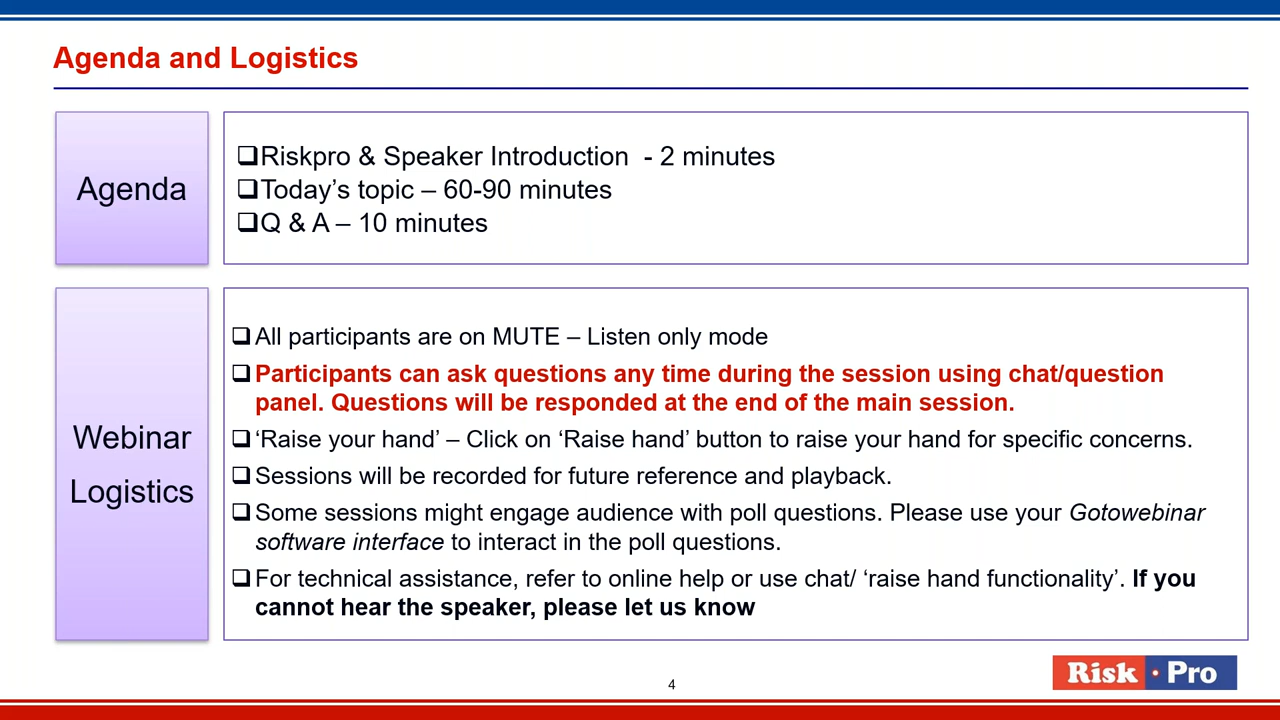 Agenda and Logistics
Agenda
❑Riskpro & Speaker Introduction  - 2 minutes
❑Today’s topic – 60-90 minutes
❑Q & A – 10 minutes
Webinar
Logistics
❑All participants are on MUTE – Listen only mode
❑Participants can ask questions any time during the session using chat/question
panel. Questions will be responded at the end of the main session.
❑‘Raise your hand’ – Click on ‘Raise hand’ button to raise your hand for specific concerns.
❑Sessions will be recorded for future reference and playback.
❑Some sessions might engage audience with poll questions. Please use your Gotowebinar
software interface to interact in the poll questions.
❑For technical assistance, refer to online help or use chat/ ‘raise hand functionality’. If you
cannot hear the speaker, please let us know
Risk · Pro
4